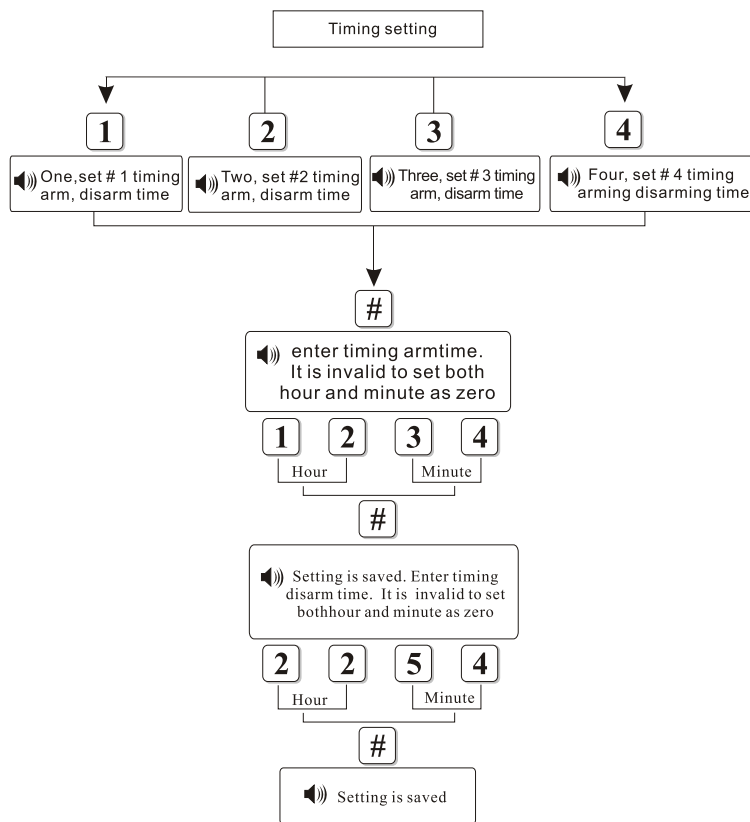 Timing setting
1
2
3
4
One,set # 1 timing
arm, disarm time
Two, set #2 timing
arm, disarm time
Three, set # 3 timing
arm, disarm time
Four, set # 4 timing
arming disarming time
#
enter timing armtime.
It is invalid to set both
hour and minute as zero
1 2 3 4
Hour Minute
#
Setting is saved. Enter timing
disarm time. It is invalid to set
bothhour and minute as zero
2 2 5 4
Hour Minute
#
Setting is saved